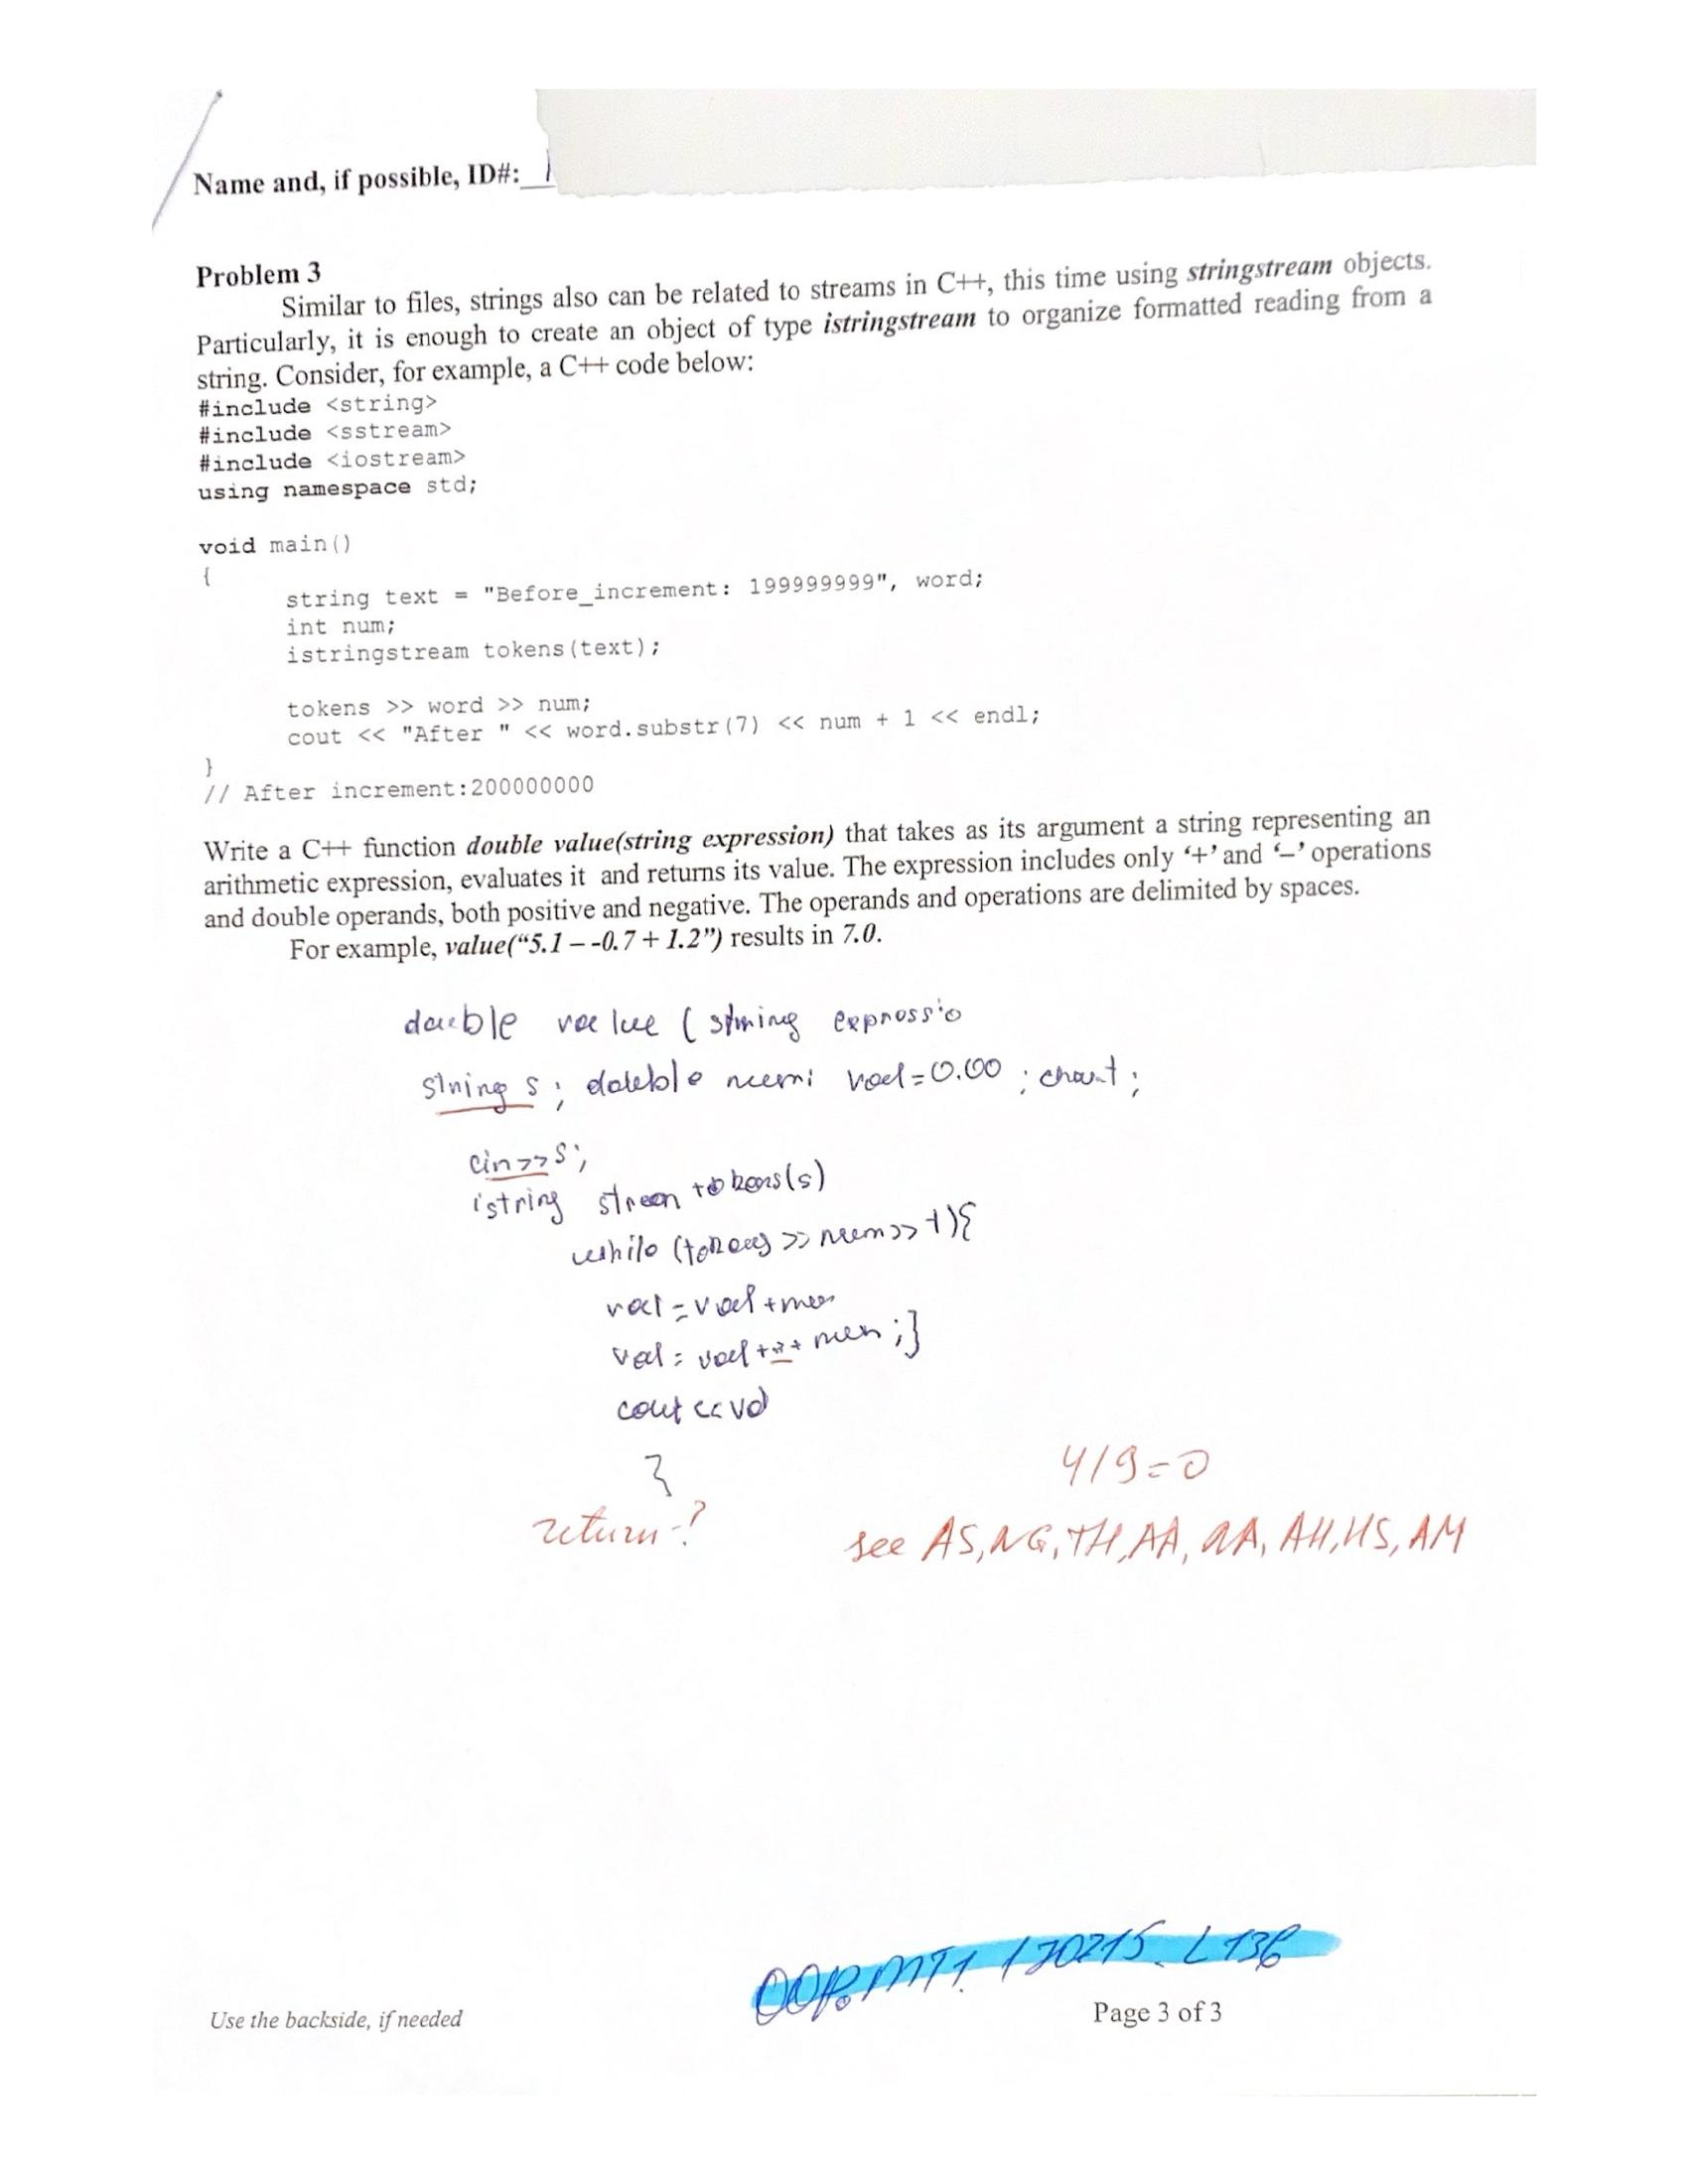 Name and, if possible, ID#:
Problem 3
Similar to files, strings also can be related to streams in C++, this time using stringstream objects.
Particularly, it is enough to create an object of type istringstream to organize formatted reading from a
string. Consider, for example, a C++ code below:
#include <string>
#include <sstream>
#include <iostream>
using namespace std;
void main()
{
string text = "Before_increment: 199999999", word;
int num;
istringstream tokens(text);
tokens >> word >> num;
cout << "After " << word.substr(7) << num + 1 << endl;
}
// After increment:200000000
Write a C++ function double value(string expression) that takes as its argument a string representing an
arithmetic expression, evaluates it and returns its value. The expression includes only ‘+’ and ‘–’ operations
and double operands, both positive and negative. The operands and operations are delimited by spaces.
For example, value(“5.1 – -0.7 + 1.2”) results in 7.0.
double value ( string expressio
string s; double num; val=0.00 ; char t;
cin>>s;
istring stream tokens(s)
while (tokens >> num >> t){
val = val + num
val = val + num ;}
cout << val
}
return-?
4/9=0
see AS, NG, TH, AA, AA, AH, HS, AM
OOP. MT1. 170215. L136
Use the backside, if needed
Page 3 of 3